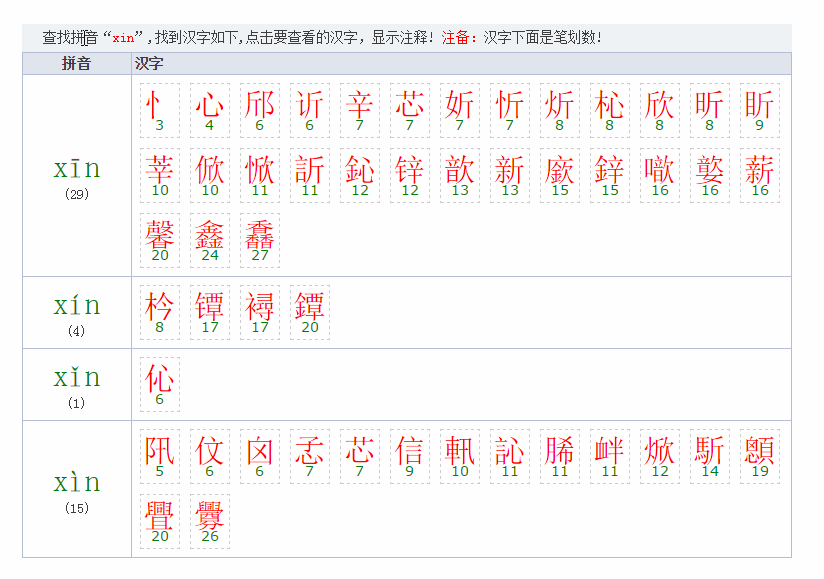 查找拼音“xin”,找到汉字如下,点击要查看的汉字，显示注释! 注备：汉字下面是笔划数!
拼音 汉字
xīn
(29)
忄 心 邤 䜣 辛 芯 妡 忻 炘 杺 欣 昕 盺
3 4 6 6 7 7 7 7 8 8 8 8 9
莘 俽 惞 訢 鈊 锌 歆 新 廞 鋅 噷 嬜 薪
10 10 11 11 12 12 13 13 15 15 16 16 16
馨 鑫 馫
20 24 27
xín
(4)
枔 镡 襑 鐔
8 17 17 20
xǐn
(1)
伈
6
xìn
(15)
阠 伩 囟 孞 芯 信 軐 訫 脪 衅 焮 馸 顖
5 6 6 7 7 9 10 11 11 11 12 14 19
舋 釁
20 26